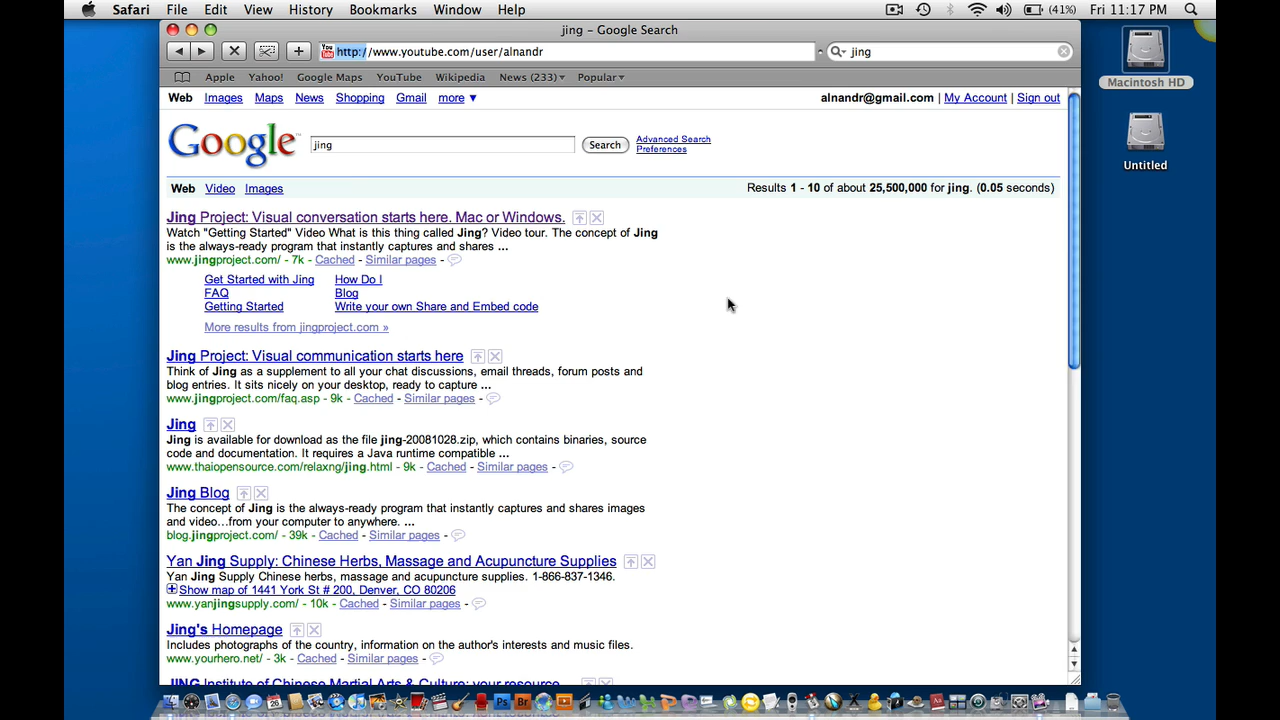 Safari File Edit View History Bookmarks Window Help (41%) Fri 11:17 PM
jing – Google Search
http://www.youtube.com/user/alnandr jing
Apple Yahoo! Google Maps YouTube Wikipedia News (233) Popular
Macintosh HD
Untitled
Web Images Maps News Shopping Gmail more ▼ alnandr@gmail.com | My Account | Sign out
Google jing Search Advanced Search
Preferences
Web Video Images Results 1 - 10 of about 25,500,000 for jing. (0.05 seconds)
Jing Project: Visual conversation starts here. Mac or Windows.
Watch "Getting Started" Video What is this thing called Jing? Video tour. The concept of Jing
is the always-ready program that instantly captures and shares ...
www.jingproject.com/ - 7k - Cached - Similar pages -
Get Started with Jing How Do I
FAQ Blog
Getting Started Write your own Share and Embed code
More results from jingproject.com »
Jing Project: Visual communication starts here
Think of Jing as a supplement to all your chat discussions, email threads, forum posts and
blog entries. It sits nicely on your desktop, ready to capture ...
www.jingproject.com/faq.asp - 9k - Cached - Similar pages -
Jing
Jing is available for download as the file jing-20081028.zip, which contains binaries, source
code and documentation. It requires a Java runtime compatible ...
www.thaiopensource.com/relaxng/jing.html - 9k - Cached - Similar pages -
Jing Blog
The concept of Jing is the always-ready program that instantly captures and shares images
and video…from your computer to anywhere. ...
blog.jingproject.com/ - 39k - Cached - Similar pages -
Yan Jing Supply: Chinese Herbs, Massage and Acupuncture Supplies
Yan Jing Supply Chinese herbs, massage and acupuncture supplies. 1-866-837-1346.
Show map of 1441 York St # 200, Denver, CO 80206
www.yanjingsupply.com/ - 10k - Cached - Similar pages -
Jing's Homepage
Includes photographs of the country, information on the author's interests and music files.
www.yourhero.net/ - 3k - Cached - Similar pages -
JING Institute of Chinese Martial Arts & Culture: your resource